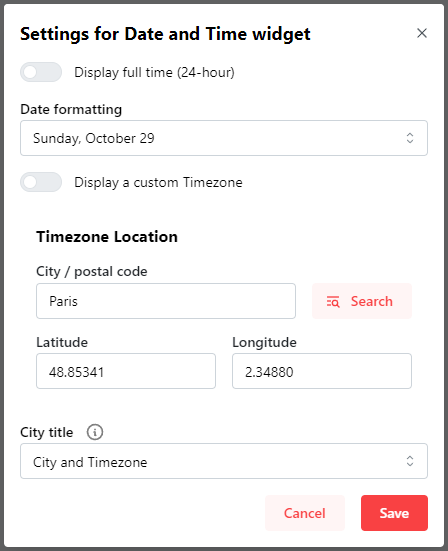 Settings for Date and Time widget
Display full time (24-hour)
Date formatting
Sunday, October 29
Display a custom Timezone
Timezone Location
City / postal code
Paris
Search
Latitude
Longitude
48.85341
2.34880
City title
City and Timezone
Cancel
Save